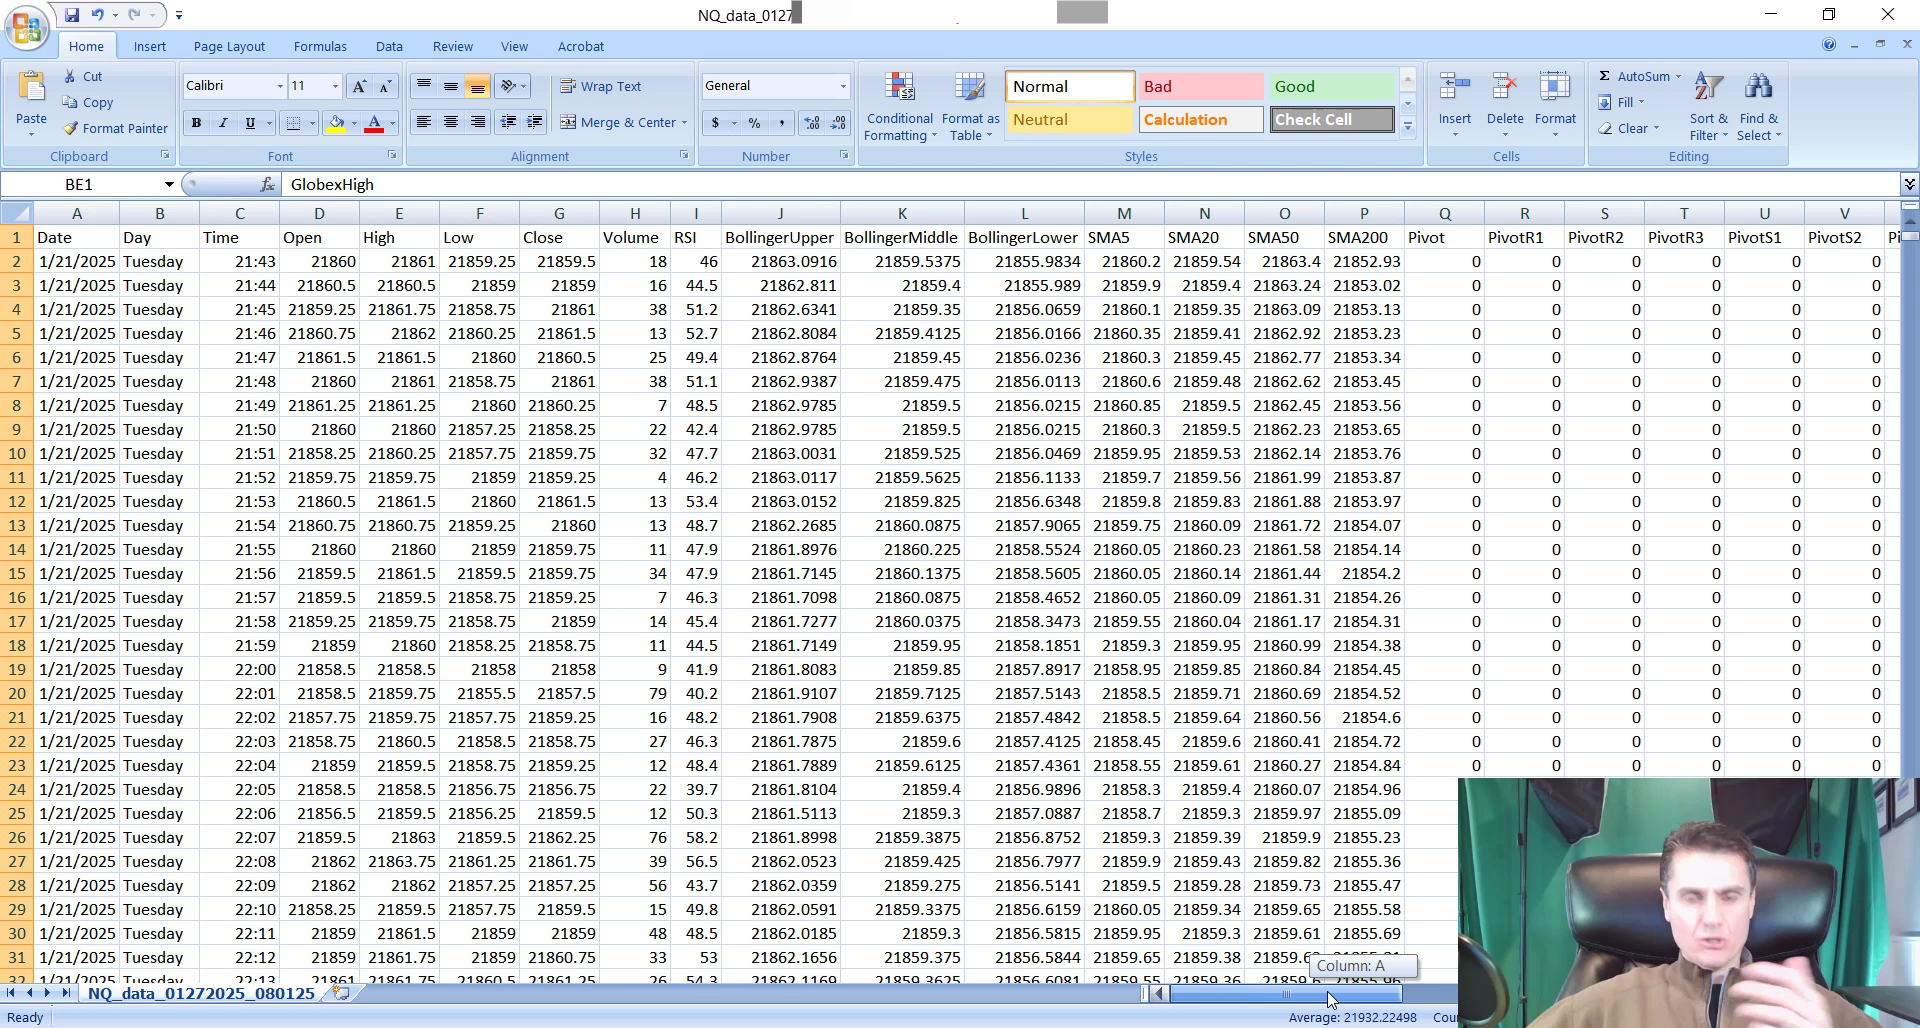 NQ_data_0127
Home Insert Page Layout Formulas Data Review View Acrobat
Paste Cut Copy Format Painter Clipboard
Calibri 11 B I U A Font
Wrap Text Merge & Center Alignment
General $ % , Number
Conditional Formatting Format as Table Normal Bad Good Neutral Calculation Check Cell Styles
Insert Delete Format Cells
Σ AutoSum Fill Clear Sort & Filter Find & Select Editing
BE1 fx GlobexHigh
A B C D E F G H I J K L M N O P Q R S T U V
1 Date Day Time Open High Low Close Volume RSI BollingerUpper BollingerMiddle BollingerLower SMA5 SMA20 SMA50 SMA200 Pivot PivotR1 PivotR2 PivotR3 PivotS1 PivotS2 Pi
2 1/21/2025 Tuesday 21:43 21860 21861 21859.25 21859.5 18 46 21863.0916 21859.5375 21855.9834 21860.2 21859.54 21863.4 21852.93 0 0 0 0 0 0
3 1/21/2025 Tuesday 21:44 21860.5 21860.5 21859 21859 16 44.5 21862.811 21859.4 21855.989 21859.9 21859.4 21863.24 21853.02 0 0 0 0 0 0
4 1/21/2025 Tuesday 21:45 21859.25 21861.75 21858.75 21861 38 51.2 21862.6341 21859.35 21856.0659 21860.1 21859.35 21863.09 21853.13 0 0 0 0 0 0
5 1/21/2025 Tuesday 21:46 21860.75 21862 21860.25 21861.5 13 52.7 21862.8084 21859.4125 21856.0166 21860.35 21859.41 21862.92 21853.23 0 0 0 0 0 0
6 1/21/2025 Tuesday 21:47 21861.5 21861.5 21860 21860.5 25 49.4 21862.8764 21859.45 21856.0236 21860.3 21859.45 21862.77 21853.34 0 0 0 0 0 0
7 1/21/2025 Tuesday 21:48 21860 21861 21858.75 21861 38 51.1 21862.9387 21859.475 21856.0113 21860.6 21859.48 21862.62 21853.45 0 0 0 0 0 0
8 1/21/2025 Tuesday 21:49 21861.25 21861.25 21860 21860.25 7 48.5 21862.9785 21859.5 21856.0215 21860.85 21859.5 21862.45 21853.56 0 0 0 0 0 0
9 1/21/2025 Tuesday 21:50 21860 21860 21857.25 21858.25 22 42.4 21862.9785 21859.5 21856.0215 21860.3 21859.5 21862.23 21853.65 0 0 0 0 0 0
10 1/21/2025 Tuesday 21:51 21858.25 21860.25 21857.75 21859.75 32 47.7 21863.0031 21859.525 21856.0469 21859.95 21859.53 21862.14 21853.76 0 0 0 0 0 0
11 1/21/2025 Tuesday 21:52 21859.75 21859.75 21859 21859.25 4 46.2 21863.0117 21859.5625 21856.1133 21859.7 21859.56 21861.99 21853.87 0 0 0 0 0 0
12 1/21/2025 Tuesday 21:53 21860.5 21861.5 21860 21861.5 13 53.4 21863.0152 21859.825 21856.6348 21859.8 21859.83 21861.88 21853.97 0 0 0 0 0 0
13 1/21/2025 Tuesday 21:54 21860.75 21860.75 21859.25 21860 13 48.7 21862.2685 21860.0875 21857.9065 21859.75 21860.09 21861.72 21854.07 0 0 0 0 0 0
14 1/21/2025 Tuesday 21:55 21860 21860 21859 21859.75 11 47.9 21861.8976 21860.225 21858.5524 21860.05 21860.23 21861.58 21854.14 0 0 0 0 0 0
15 1/21/2025 Tuesday 21:56 21859.5 21861.5 21859.5 21859.75 34 47.9 21861.7145 21860.1375 21858.5605 21860.05 21860.14 21861.44 21854.2 0 0 0 0 0 0
16 1/21/2025 Tuesday 21:57 21859.5 21859.5 21858.75 21859.25 7 46.3 21861.7098 21860.0875 21858.4652 21860.05 21860.09 21861.31 21854.26 0 0 0 0 0 0
17 1/21/2025 Tuesday 21:58 21859.25 21859.75 21858.75 21859 14 45.4 21861.7277 21860.0375 21858.3473 21859.55 21860.04 21861.17 21854.31 0 0 0 0 0 0
18 1/21/2025 Tuesday 21:59 21859 21860 21858.25 21858.75 11 44.5 21861.7149 21859.95 21858.1851 21859.3 21859.95 21860.99 21854.38 0 0 0 0 0 0
19 1/21/2025 Tuesday 22:00 21858.5 21858.5 21858 21858 9 41.9 21861.8083 21859.85 21857.8917 21858.95 21859.85 21860.84 21854.45 0 0 0 0 0 0
20 1/21/2025 Tuesday 22:01 21858.5 21859.75 21855.5 21857.5 79 40.2 21861.9107 21859.7125 21857.5143 21858.5 21859.71 21860.69 21854.52 0 0 0 0 0 0
21 1/21/2025 Tuesday 22:02 21857.75 21859.75 21857.75 21859.25 16 48.2 21861.7908 21859.6375 21857.4842 21858.5 21859.64 21860.56 21854.6 0 0 0 0 0 0
22 1/21/2025 Tuesday 22:03 21858.75 21860.5 21858.5 21858.75 27 46.3 21861.7875 21859.6 21857.4125 21858.45 21859.6 21860.41 21854.72 0 0 0 0 0 0
23 1/21/2025 Tuesday 22:04 21859 21859.5 21858.75 21859.25 12 48.4 21861.7889 21859.6125 21857.4361 21858.55 21859.61 21860.27 21854.84 0 0 0 0 0 0
24 1/21/2025 Tuesday 22:05 21858.5 21858.5 21856.75 21856.75 22 39.7 21861.8104 21859.4 21856.9896 21858.3 21859.4 21860.07 21854.96
25 1/21/2025 Tuesday 22:06 21856.5 21859.5 21856.25 21859.5 12 50.3 21861.5113 21859.3 21857.0887 21858.7 21859.3 21859.97 21855.09
26 1/21/2025 Tuesday 22:07 21859.5 21863 21859.5 21862.25 76 58.2 21861.8998 21859.3875 21856.8752 21859.3 21859.39 21859.9 21855.23
27 1/21/2025 Tuesday 22:08 21862 21863.75 21861.25 21861.75 39 56.5 21862.0523 21859.425 21856.7977 21859.9 21859.43 21859.82 21855.36
28 1/21/2025 Tuesday 22:09 21862 21862 21857.25 21857.25 56 43.7 21862.0359 21859.275 21856.5141 21859.5 21859.28 21859.73 21855.47
29 1/21/2025 Tuesday 22:10 21858.25 21859.5 21857.75 21859.5 15 49.8 21862.0591 21859.3375 21856.6159 21860.05 21859.34 21859.65 21855.58
30 1/21/2025 Tuesday 22:11 21859 21861.5 21859 21859 48 48.5 21862.0185 21859.3 21856.5815 21859.95 21859.3 21859.61 21855.69
31 1/21/2025 Tuesday 22:12 21859 21861.75 21859 21860.75 33 53 21862.1656 21859.375 21856.5844 21859.65 21859.38
Column: A
NQ_data_01272025_080125
Ready Average: 21932.22498 Cou